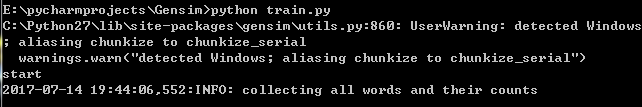 E:\pycharmprojects\Gensim>python train.py
C:\Python27\lib\site-packages\gensim\utils.py:860: UserWarning: detected Windows
; aliasing chunkize to chunkize_serial
  warnings.warn("detected Windows; aliasing chunkize to chunkize_serial")
start
2017-07-14 19:44:06,552:INFO: collecting all words and their counts